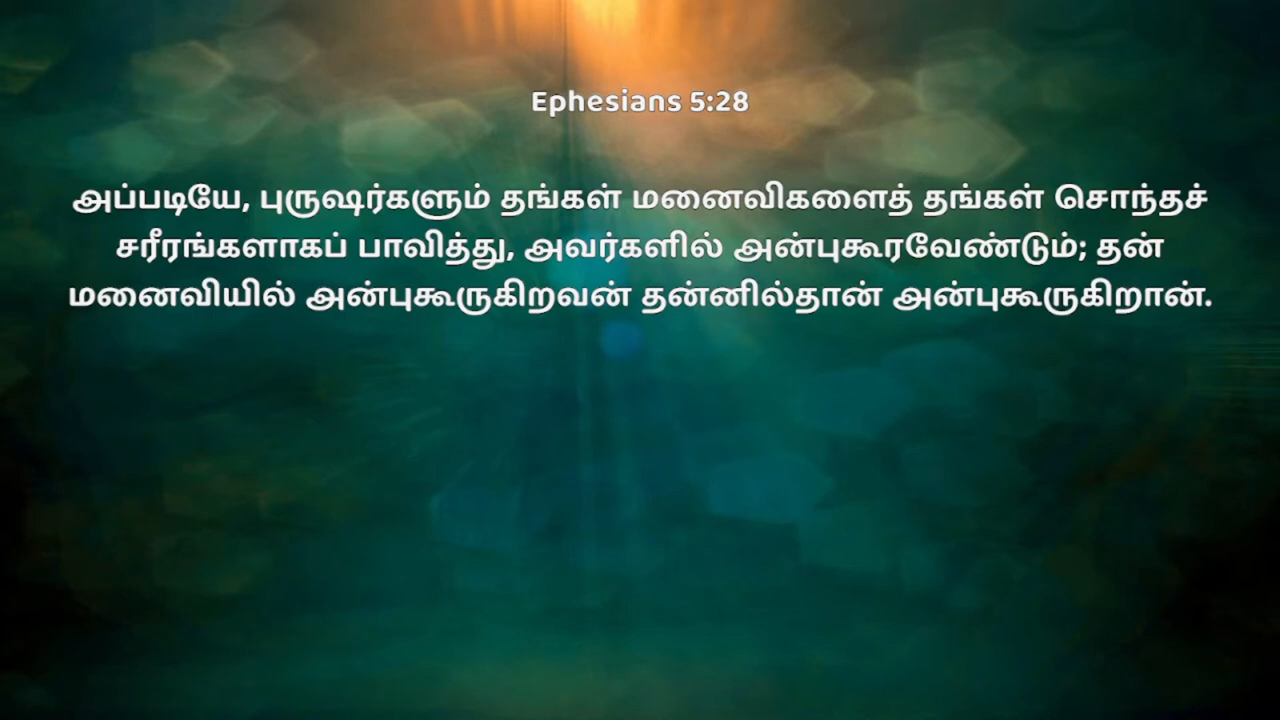 Ephesians 5:28
அப்படியே, புருஷர்களும் தங்கள் மனைவிகளைத் தங்கள் சொந்தச்
சரீரங்களாகப் பாவித்து, அவர்களில் அன்புகூரவேண்டும்; தன்
மனைவியில் அன்புகூருகிறவன் தன்னில்தான் அன்புகூருகிறான்.